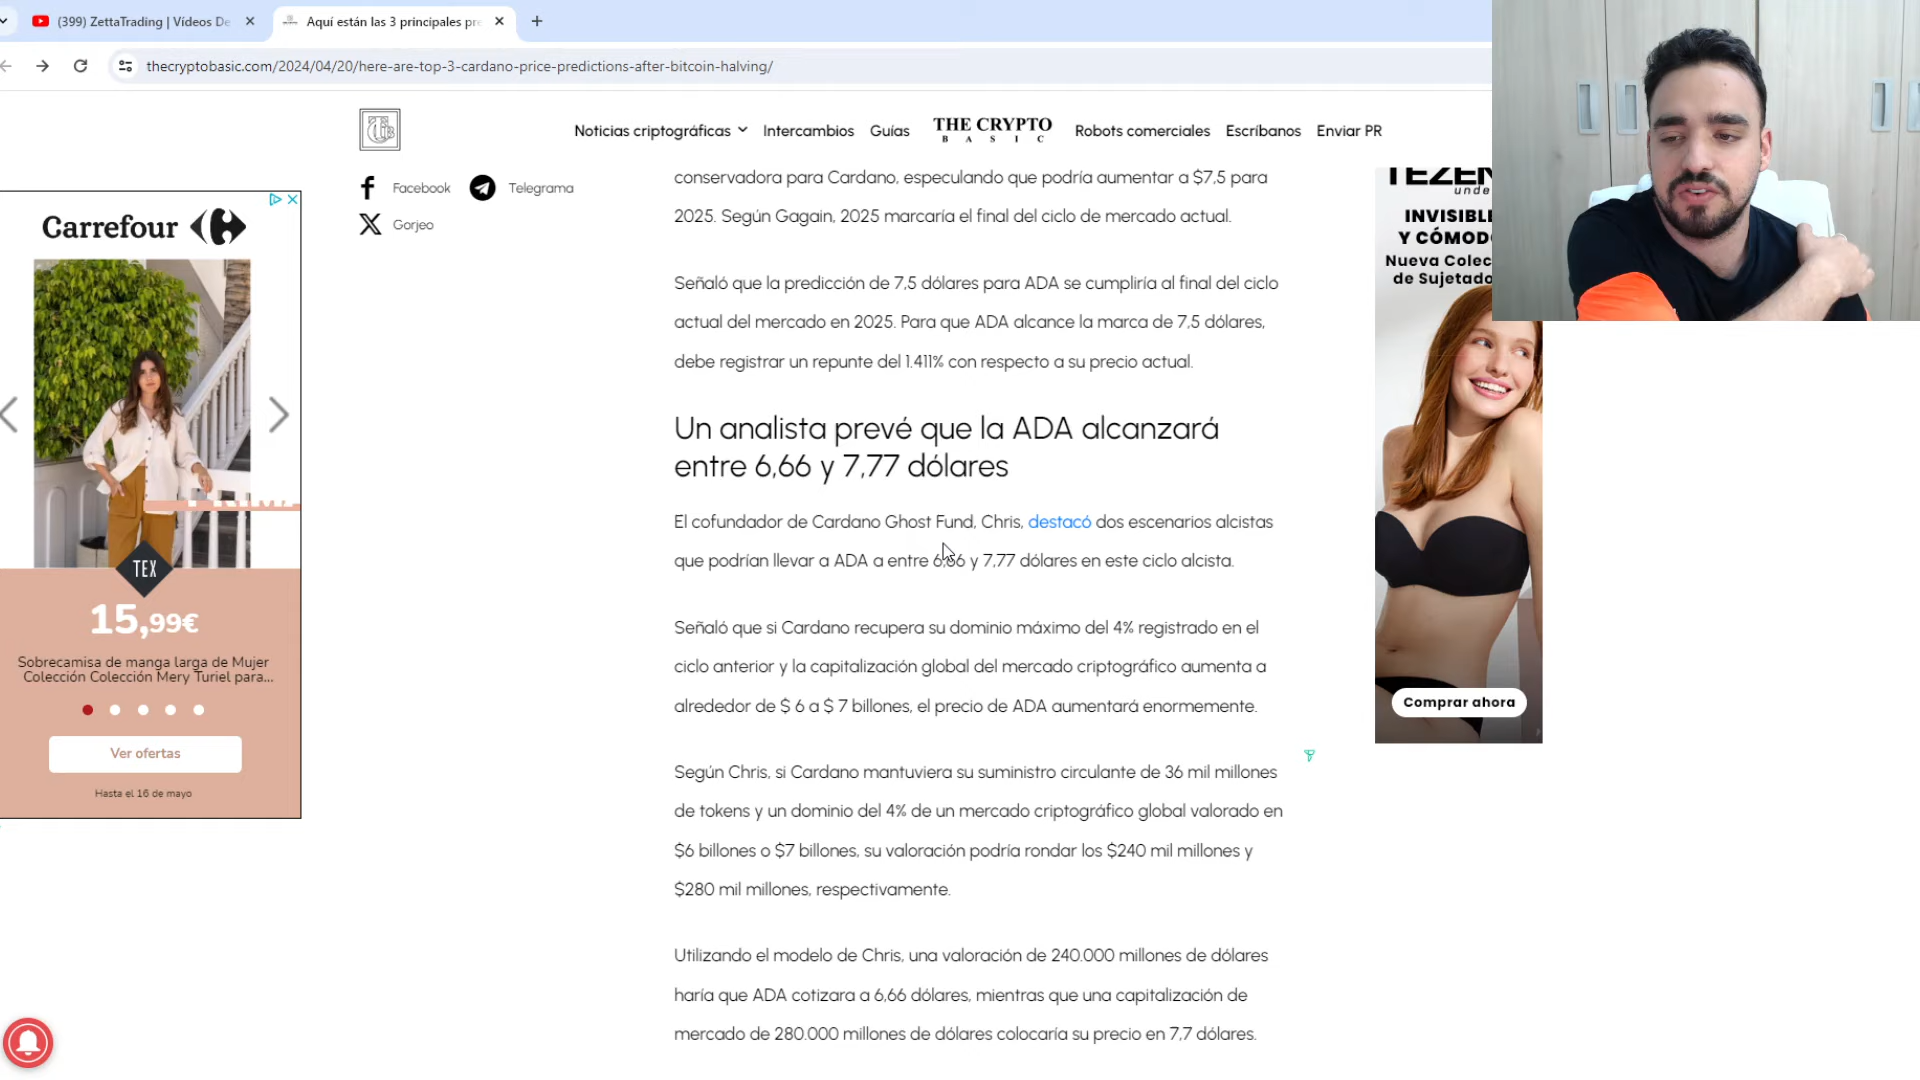 (399) ZettaTrading | Vídeos De
Aquí están las 3 principales pre
thecryptobasic.com/2024/04/20/here-are-top-3-cardano-price-predictions-after-bitcoin-halving/
Noticias criptográficas
Intercambios
Guías
THE CRYPTO
BASIC
Robots comerciales
Escríbanos
Enviar PR
Facebook
Telegrama
Gorjeo
conservadora para Cardano, especulando que podría aumentar a $7,5 para
2025. Según Gagain, 2025 marcaría el final del ciclo de mercado actual.
Señaló que la predicción de 7,5 dólares para ADA se cumpliría al final del ciclo
actual del mercado en 2025. Para que ADA alcance la marca de 7,5 dólares,
debe registrar un repunte del 1.411% con respecto a su precio actual.
Un analista prevé que la ADA alcanzará
entre 6,66 y 7,77 dólares
El cofundador de Cardano Ghost Fund, Chris, destacó dos escenarios alcistas
que podrían llevar a ADA a entre 6,66 y 7,77 dólares en este ciclo alcista.
Señaló que si Cardano recupera su dominio máximo del 4% registrado en el
ciclo anterior y la capitalización global del mercado criptográfico aumenta a
alrededor de $ 6 a $ 7 billones, el precio de ADA aumentará enormemente.
Según Chris, si Cardano mantuviera su suministro circulante de 36 mil millones
de tokens y un dominio del 4% de un mercado criptográfico global valorado en
$6 billones o $7 billones, su valoración podría rondar los $240 mil millones y
$280 mil millones, respectivamente.
Utilizando el modelo de Chris, una valoración de 240.000 millones de dólares
haría que ADA cotizara a 6,66 dólares, mientras que una capitalización de
mercado de 280.000 millones de dólares colocaría su precio en 7,7 dólares.
Carrefour
TEX
15,99€
Sobrecamisa de manga larga de Mujer
Colección Colección Mery Turiel para...
Ver ofertas
Hasta el 16 de mayo
TEZEN
unde
INVISIBLE
Y CÓMODO
Nueva Colec
de Sujetado
Comprar ahora